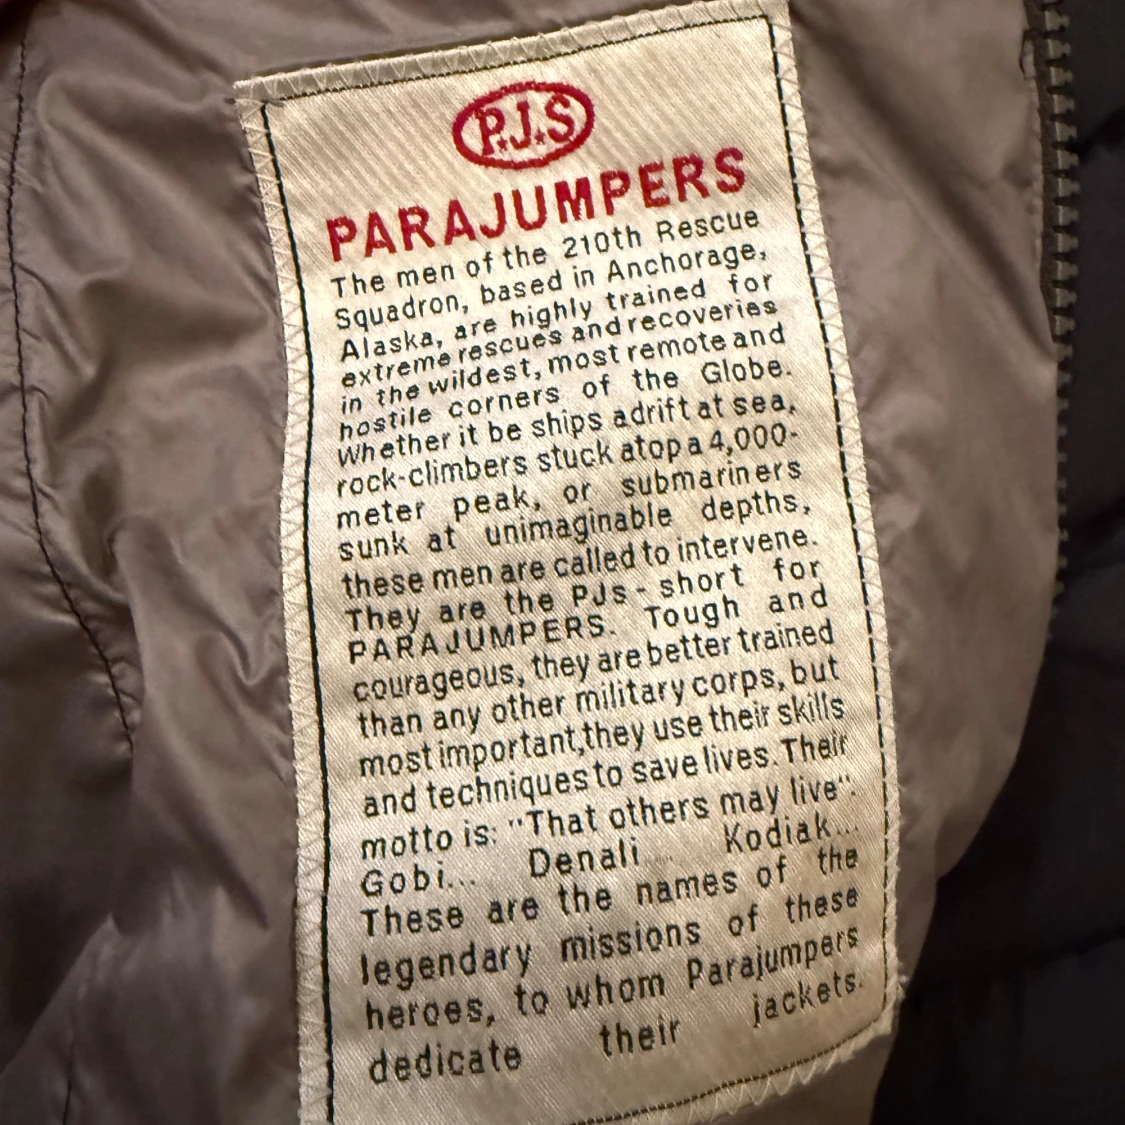 P.J.S
PARAJUMPERS
The men of the 210th Rescue
Squadron, based in Anchorage,
Alaska, are highly trained for
extreme rescues and recoveries
in the wildest, most remote and
hostile corners of the Globe.
Whether it be ships adrift at sea,
rock-climbers stuck atop a 4,000-
meter peak, or submariners
sunk at unimaginable depths,
these men are called to intervene.
They are the PJs - short for
PARAJUMPERS. Tough and
courageous, they are better trained
than any other military corps, but
most important, they use their skills
and techniques to save lives. Their
motto is: "That others may live".
Gobi... Denali... Kodiak...
These are the names of the
legendary missions of these
heroes, to whom Parajumpers
dedicate their jackets.